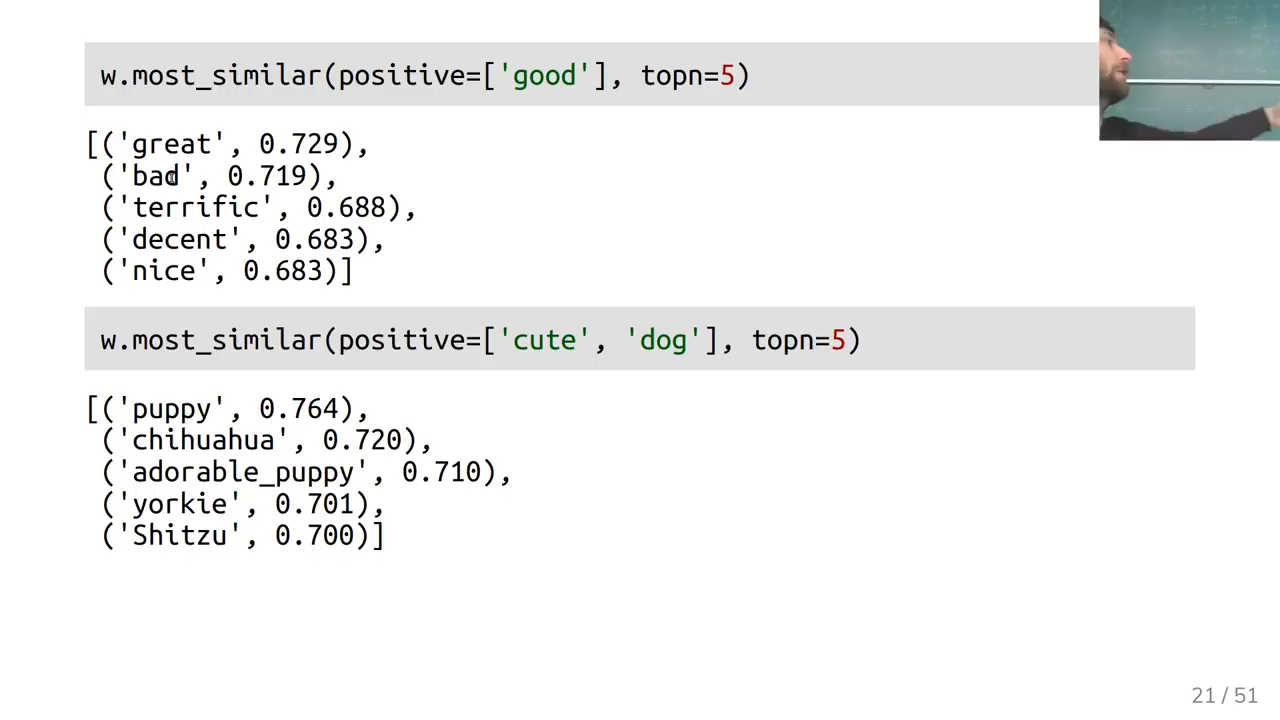 w.most_similar(positive=['good'], topn=5)
[('great', 0.729),
('bad', 0.719),
('terrific', 0.688),
('decent', 0.683),
('nice', 0.683)]
w.most_similar(positive=['cute', 'dog'], topn=5)
[('puppy', 0.764),
('chihuahua', 0.720),
('adorable_puppy', 0.710),
('yorkie', 0.701),
('Shitzu', 0.700)]
21 / 51